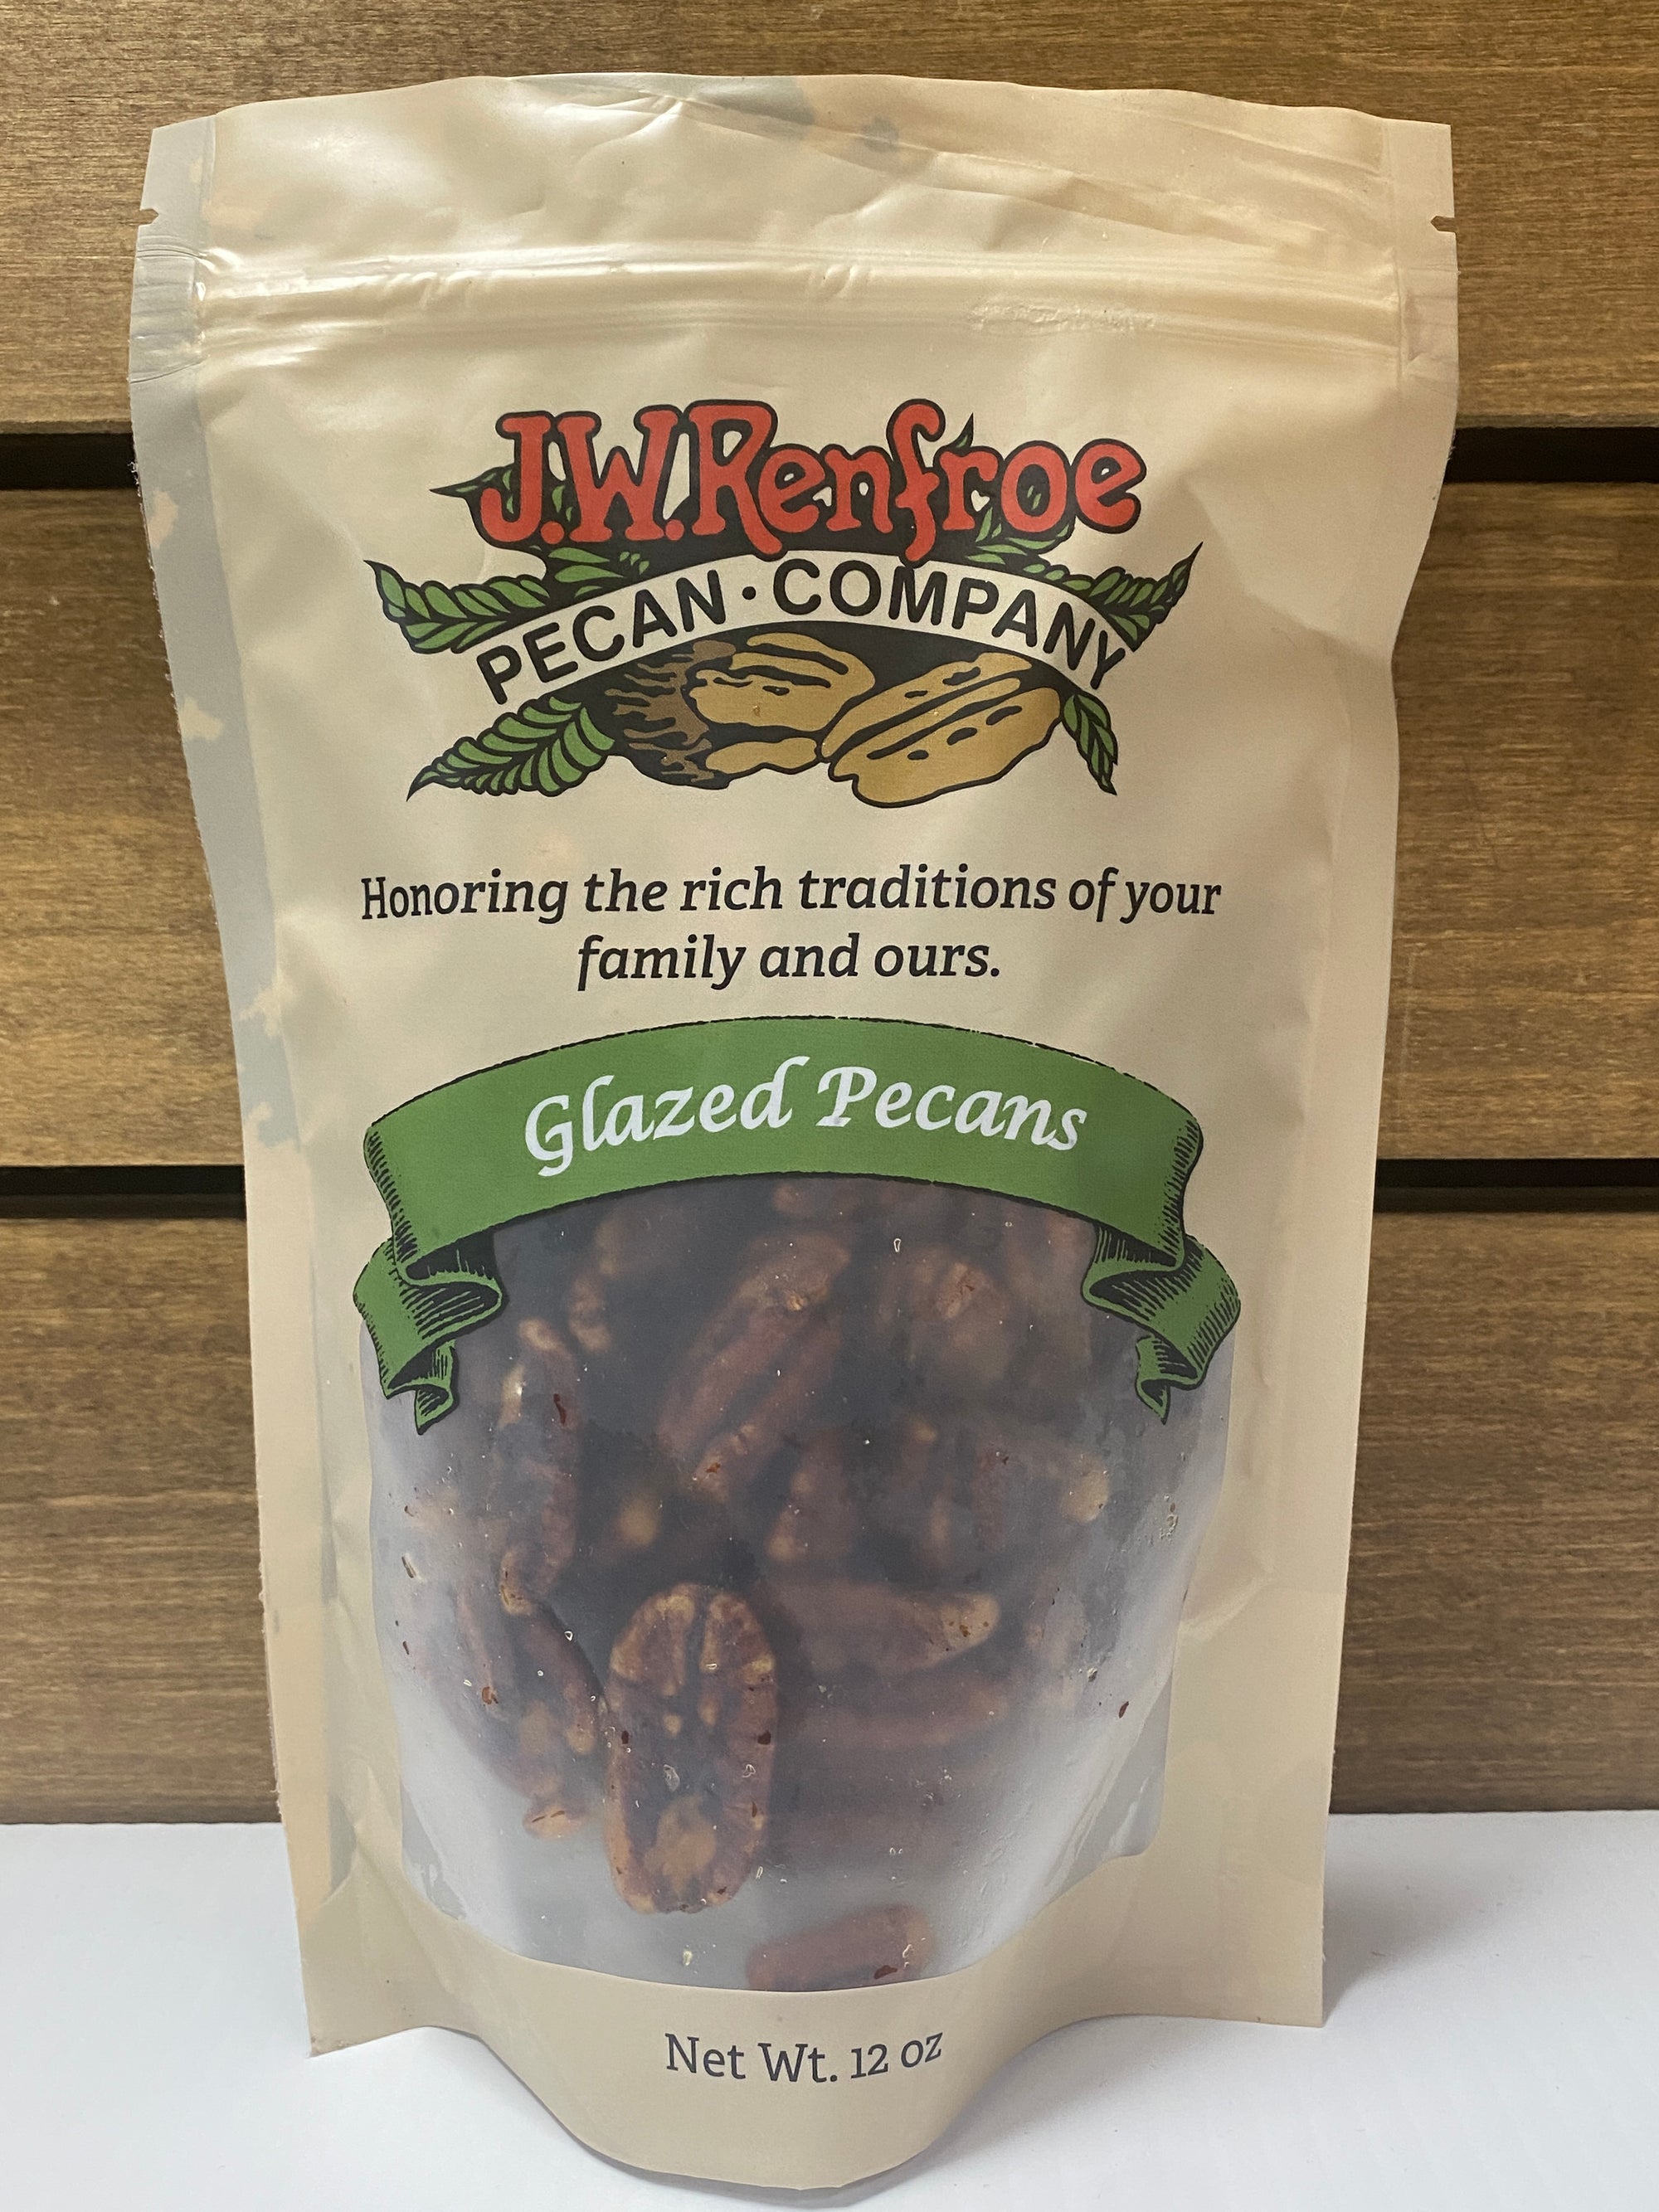 J.W.Renfroe
PECAN · COMPANY
Honoring the rich traditions of your
family and ours.
Glazed Pecans
Net Wt. 12 oz